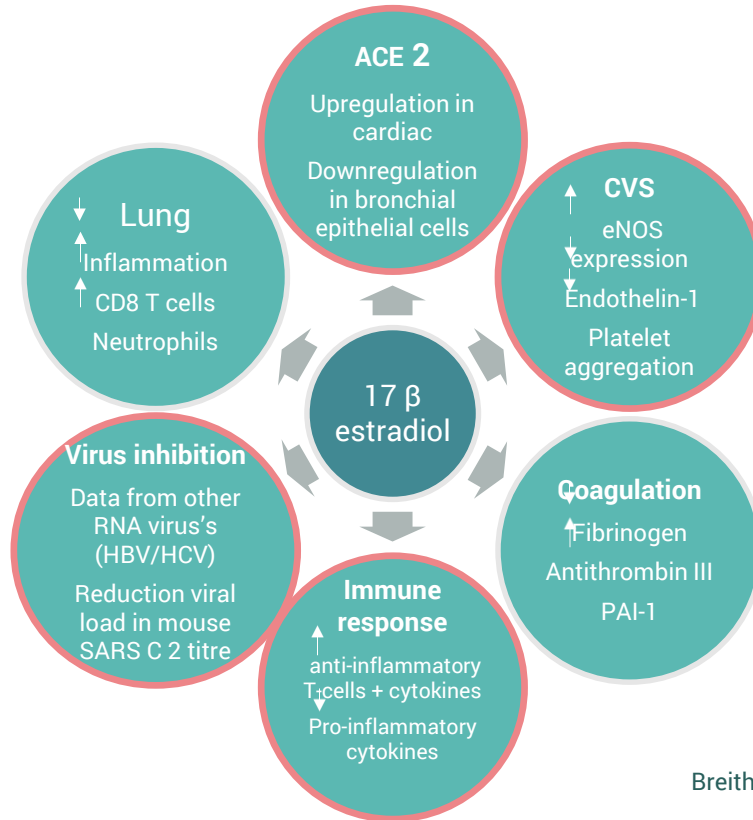 ACE 2
Upregulation in
cardiac
Downregulation
in bronchial
epithelial cells
CVS
eNOS
expression
Endothelin-1
Platelet
aggregation
Coagulation
Fibrinogen
Antithrombin III
PAI-1
Immune
response
anti-inflammatory
T cells + cytokines
Pro-inflammatory
cytokines
Virus inhibition
Data from other
RNA virus's
(HBV/HCV)
Reduction viral
load in mouse
SARS C 2 titre
Lung
Inflammation
CD8 T cells
Neutrophils
17 β
estradiol
Breith